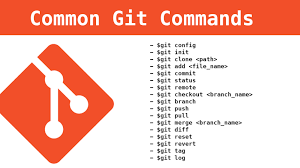 Common Git Commands
- $git config
- $git init
- $git clone <path>
- $git add <file_name>
- $git commit
- $git status
- $git remote
- $git checkout <branch_name>
- $git branch
- $git push
- $git pull
- $git merge <branch_name>
- $git diff
- $git reset
- $git revert
- $git tag
- $git log